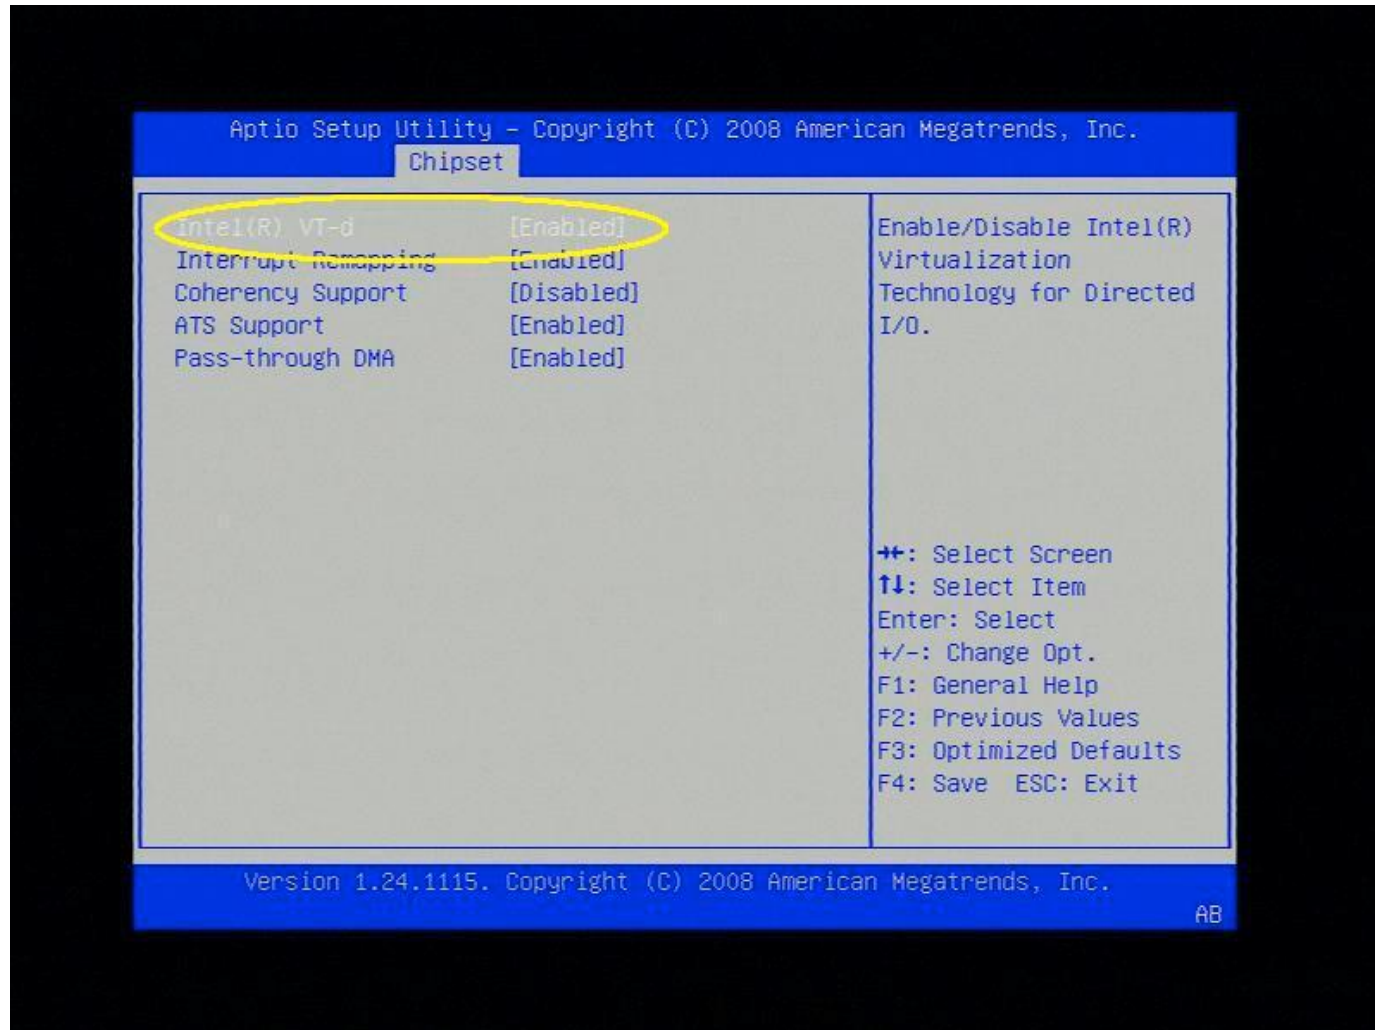 Aptio Setup Utility – Copyright (C) 2008 American Megatrends, Inc.
Chipset
Intel(R) VT-d [Enabled]
Interrupt Remapping [Enabled]
Coherency Support [Disabled]
ATS Support [Enabled]
Pass-through DMA [Enabled]
Enable/Disable Intel(R)
Virtualization
Technology for Directed
I/O.
→←: Select Screen
↑↓: Select Item
Enter: Select
+/-: Change Opt.
F1: General Help
F2: Previous Values
F3: Optimized Defaults
F4: Save ESC: Exit
Version 1.24.1115. Copyright (C) 2008 American Megatrends, Inc.
AB